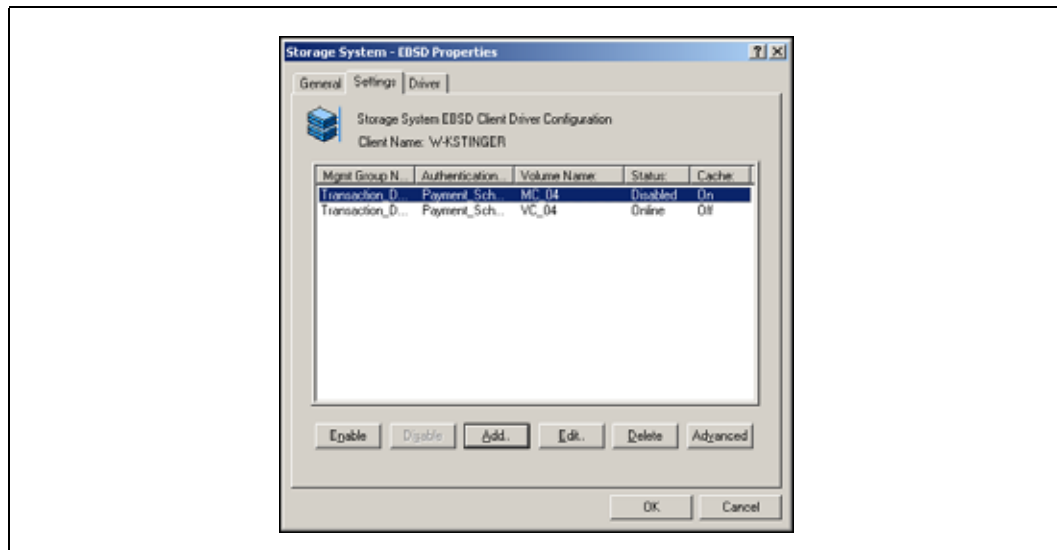 Storage System - EBSD Properties
General Settings Driver
Storage System EBSD Client Driver Configuration
Client Name: W-KSTINGER
Mgmt Group N... Authentication... Volume Name: Status: Cache:
Transaction_D... Payment_Sch... MC_04 Disabled On
Transaction_D... Payment_Sch... VC_04 Online Off
Enable Disable Add.. Edit.. Delete Advanced
OK Cancel